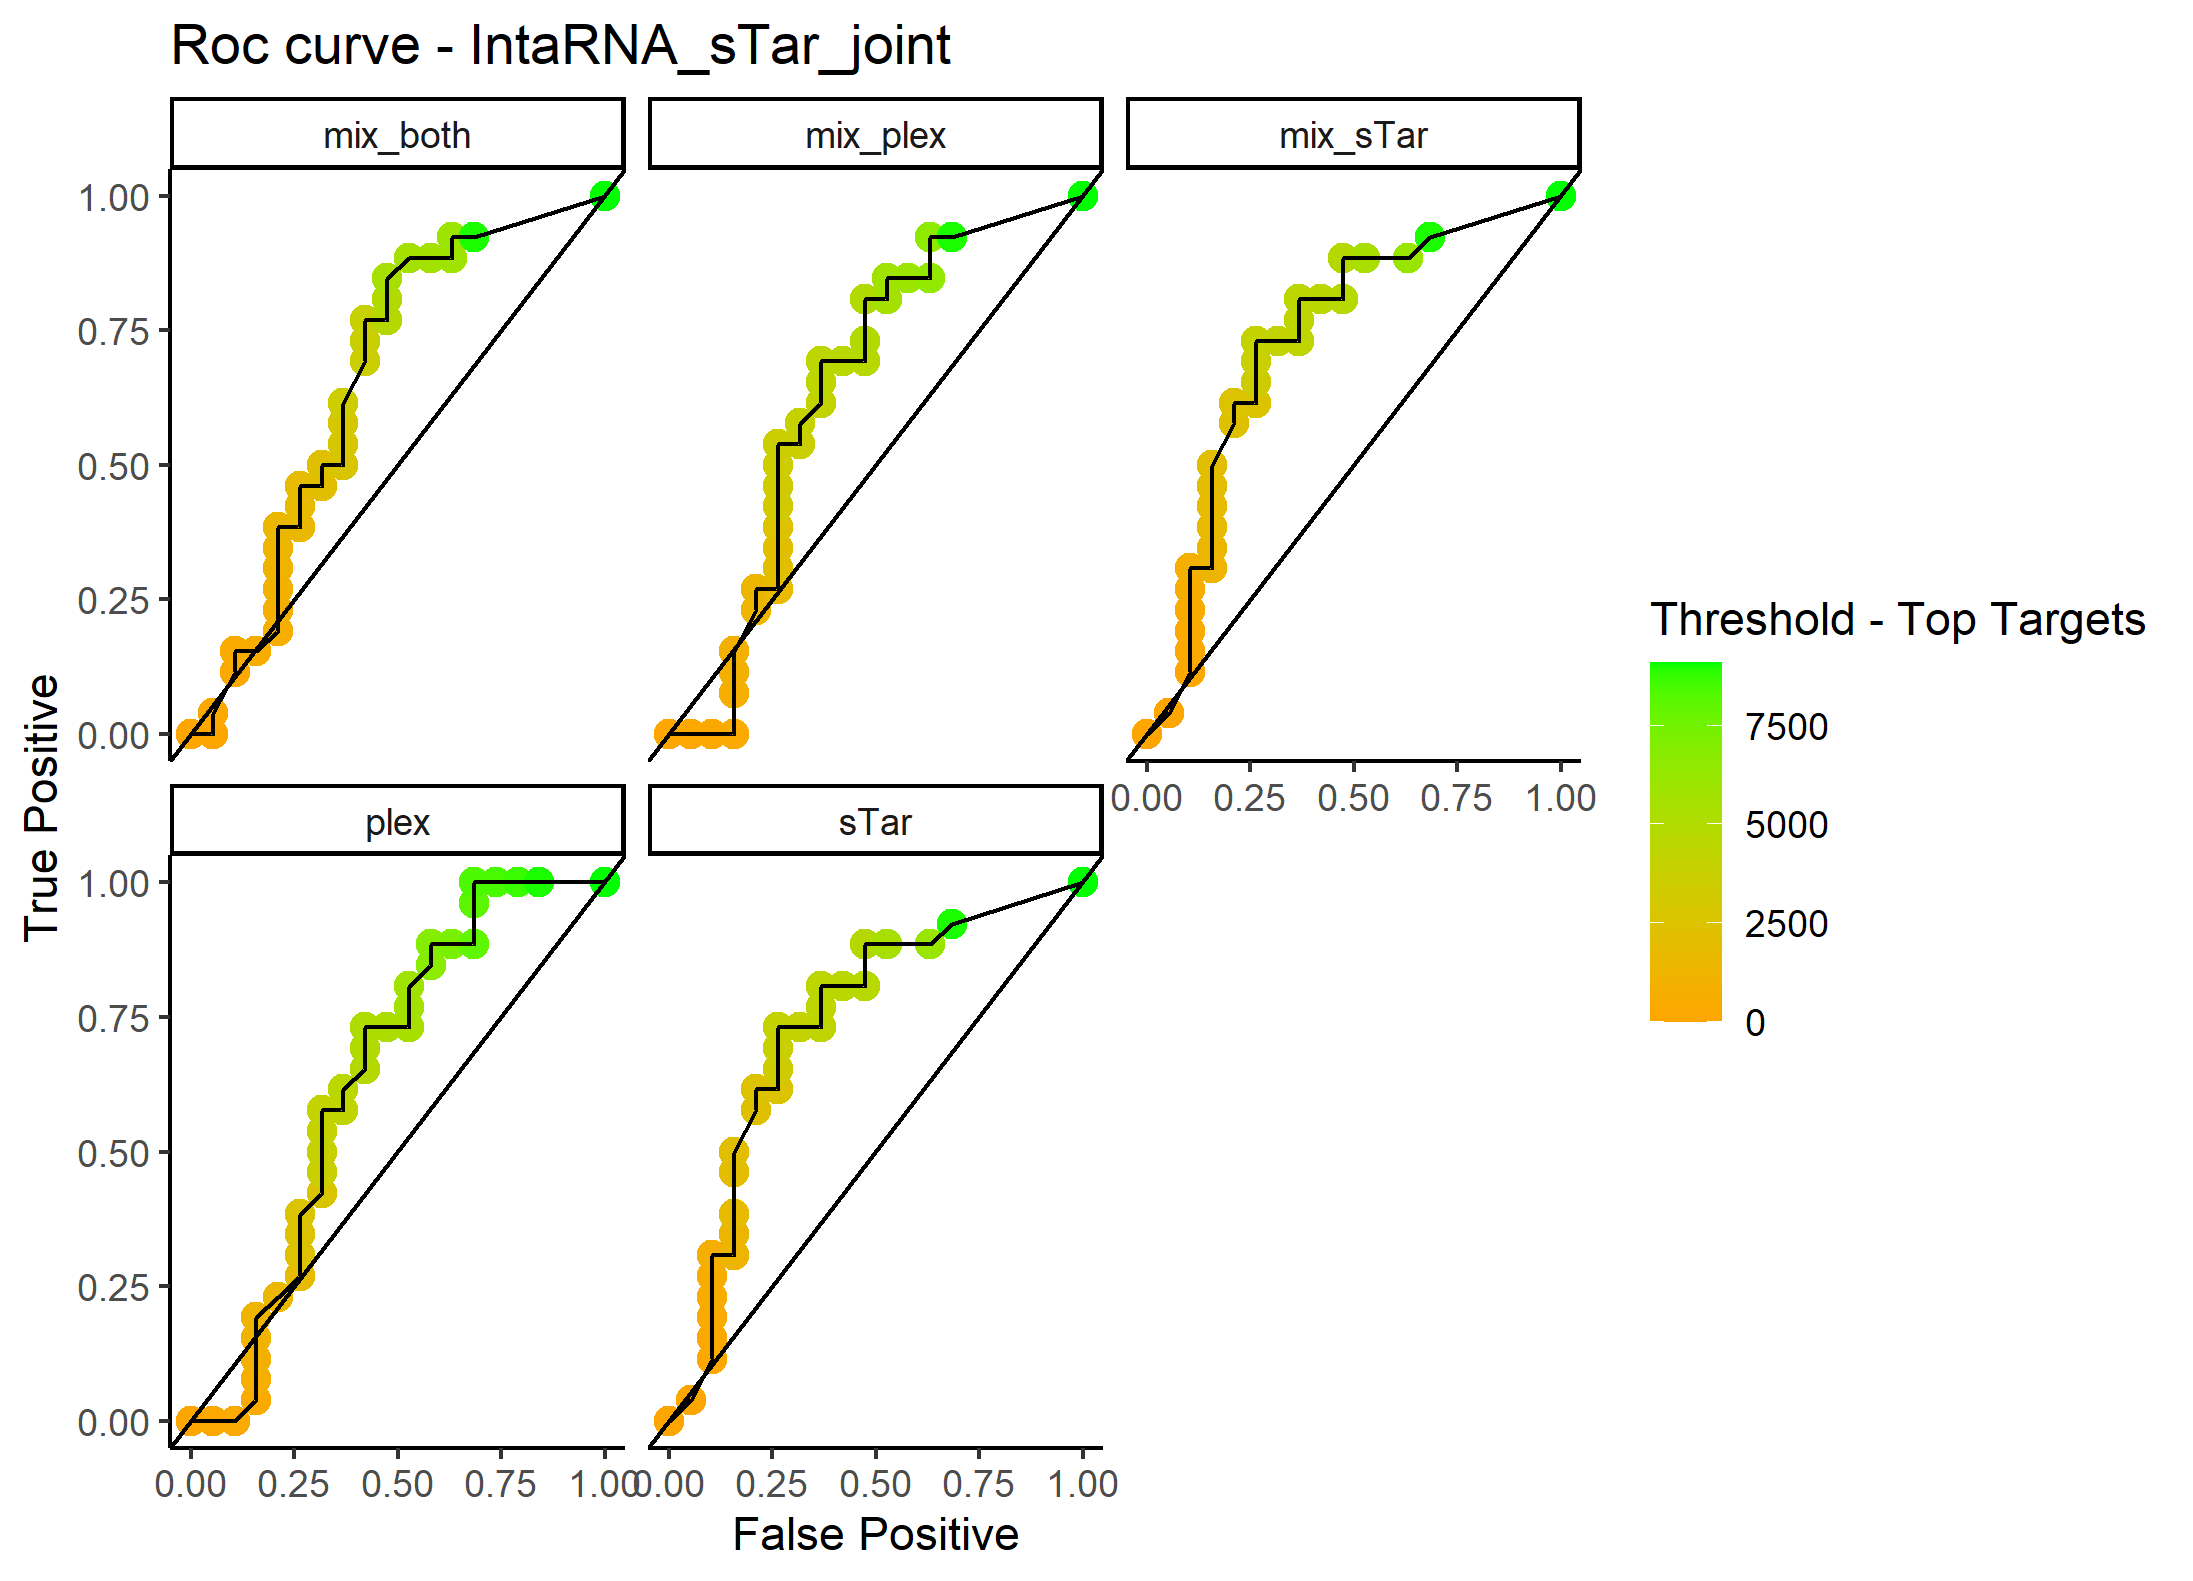 Roc curve - IntaRNA_sTar_joint
mix_both
mix_plex
mix_sTar
1.00
0.75
0.50
0.25
0.00
0.00 0.25 0.50 0.75 1.00
plex
sTar
1.00
0.75
0.50
0.25
0.00
0.00 0.25 0.50 0.75 1.00
0.00 0.25 0.50 0.75 1.00
True Positive
False Positive
Threshold - Top Targets
7500
5000
2500
0